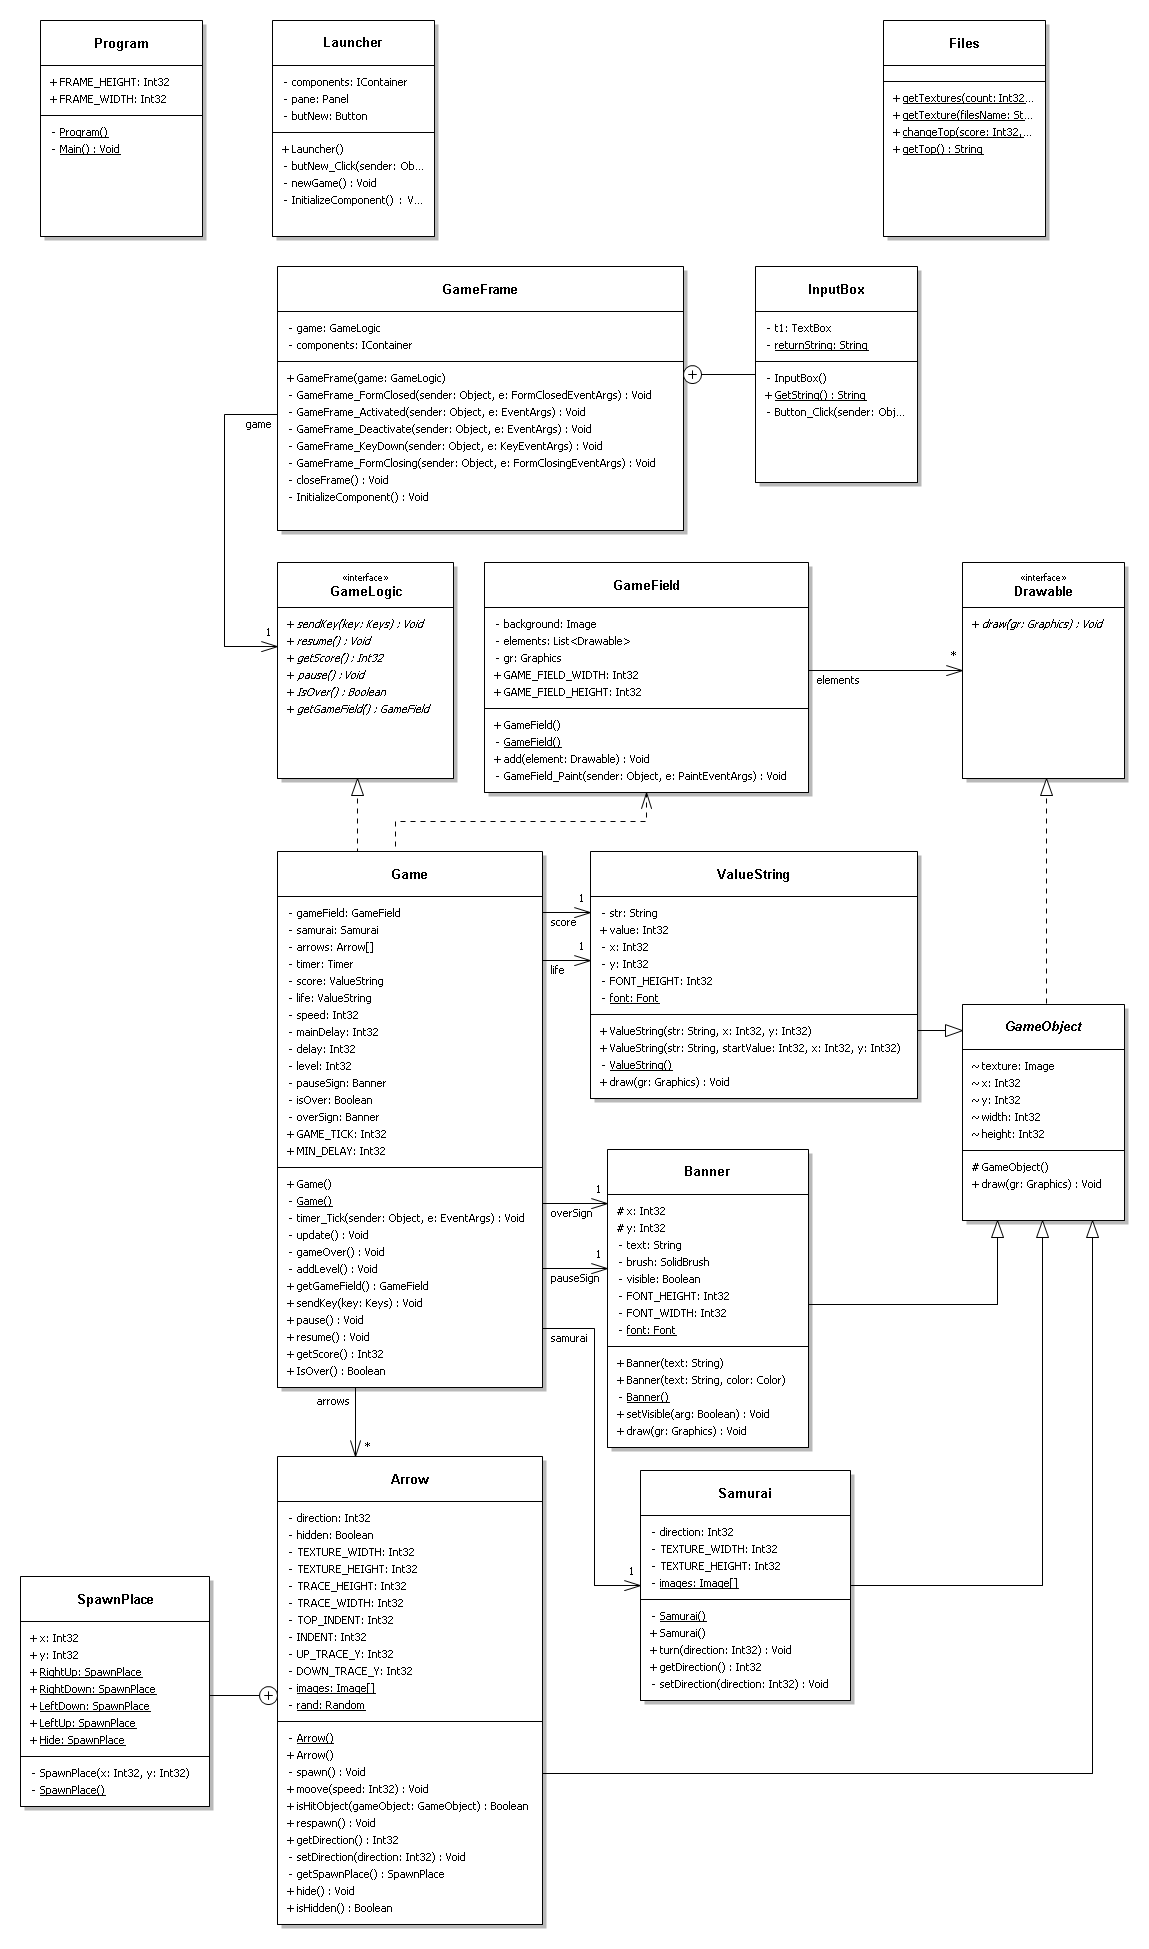 Program
+ FRAME_HEIGHT: Int32
+ FRAME_WIDTH: Int32
- Program()
- Main() : Void
Launcher
- components: IContainer
- pane: Panel
- butNew: Button
+ Launcher()
- butNew_Click(sender: Ob...
- newGame() : Void
- InitializeComponent() : V...
Files
+ getTextures(count: Int32...
+ getTexture(filesName: St...
+ changeTop(score: Int32,...
+ getTop() : String
GameFrame
- game: GameLogic
- components: IContainer
+ GameFrame(game: GameLogic)
- GameFrame_FormClosed(sender: Object, e: FormClosedEventArgs) : Void
- GameFrame_Activated(sender: Object, e: EventArgs) : Void
- GameFrame_Deactivate(sender: Object, e: EventArgs) : Void
- GameFrame_KeyDown(sender: Object, e: KeyEventArgs) : Void
- GameFrame_FormClosing(sender: Object, e: FormClosingEventArgs) : Void
- closeFrame() : Void
- InitializeComponent() : Void
InputBox
- t1: TextBox
- returnString: String
- InputBox()
+ GetString() : String
- Button_Click(sender: Obj...
game
1
«interface»
GameLogic
+ sendKey(key: Keys) : Void
+ resume() : Void
+ getScore() : Int32
+ pause() : Void
+ IsOver() : Boolean
+ getGameField() : GameField
GameField
- background: Image
- elements: List<Drawable>
- gr: Graphics
+ GAME_FIELD_WIDTH: Int32
+ GAME_FIELD_HEIGHT: Int32
+ GameField()
- GameField()
+ add(element: Drawable) : Void
- GameField_Paint(sender: Object, e: PaintEventArgs) : Void
elements
*
«interface»
Drawable
+ draw(gr: Graphics) : Void
Game
- gameField: GameField
- samurai: Samurai
- arrows: Arrow[]
- timer: Timer
- score: ValueString
- life: ValueString
- speed: Int32
- mainDelay: Int32
- delay: Int32
- level: Int32
- pauseSign: Banner
- isOver: Boolean
- overSign: Banner
+ GAME_TICK: Int32
+ MIN_DELAY: Int32
+ Game()
- Game()
- timer_Tick(sender: Object, e: EventArgs) : Void
- update() : Void
- gameOver() : Void
- addLevel() : Void
+ getGameField() : GameField
+ sendKey(key: Keys) : Void
+ pause() : Void
+ resume() : Void
+ getScore() : Int32
+ IsOver() : Boolean
1
score
1
life
ValueString
- str: String
+ value: Int32
- x: Int32
- y: Int32
- FONT_HEIGHT: Int32
- font: Font
+ ValueString(str: String, x: Int32, y: Int32)
+ ValueString(str: String, startValue: Int32, x: Int32, y: Int32)
- ValueString()
+ draw(gr: Graphics) : Void
GameObject
~ texture: Image
~ x: Int32
~ y: Int32
~ width: Int32
~ height: Int32
# GameObject()
+ draw(gr: Graphics) : Void
1
overSign
1
pauseSign
samurai
1
Banner
# x: Int32
# y: Int32
- text: String
- brush: SolidBrush
- visible: Boolean
- FONT_HEIGHT: Int32
- FONT_WIDTH: Int32
- font: Font
+ Banner(text: String)
+ Banner(text: String, color: Color)
- Banner()
+ setVisible(arg: Boolean) : Void
+ draw(gr: Graphics) : Void
arrows
*
Arrow
- direction: Int32
- hidden: Boolean
- TEXTURE_WIDTH: Int32
- TEXTURE_HEIGHT: Int32
- TRACE_HEIGHT: Int32
- TRACE_WIDTH: Int32
- TOP_INDENT: Int32
- INDENT: Int32
- UP_TRACE_Y: Int32
- DOWN_TRACE_Y: Int32
- images: Image[]
- rand: Random
- Arrow()
+ Arrow()
- spawn() : Void
+ moove(speed: Int32) : Void
+ isHitObject(gameObject: GameObject) : Boolean
+ respawn() : Void
+ getDirection() : Int32
- setDirection(direction: Int32) : Void
- getSpawnPlace() : SpawnPlace
+ hide() : Void
+ isHidden() : Boolean
Samurai
- direction: Int32
- TEXTURE_WIDTH: Int32
- TEXTURE_HEIGHT: Int32
- images: Image[]
- Samurai()
+ Samurai()
+ turn(direction: Int32) : Void
+ getDirection() : Int32
- setDirection(direction: Int32) : Void
SpawnPlace
+ x: Int32
+ y: Int32
+ RightUp: SpawnPlace
+ RightDown: SpawnPlace
+ LeftDown: SpawnPlace
+ LeftUp: SpawnPlace
+ Hide: SpawnPlace
- SpawnPlace(x: Int32, y: Int32)
- SpawnPlace()